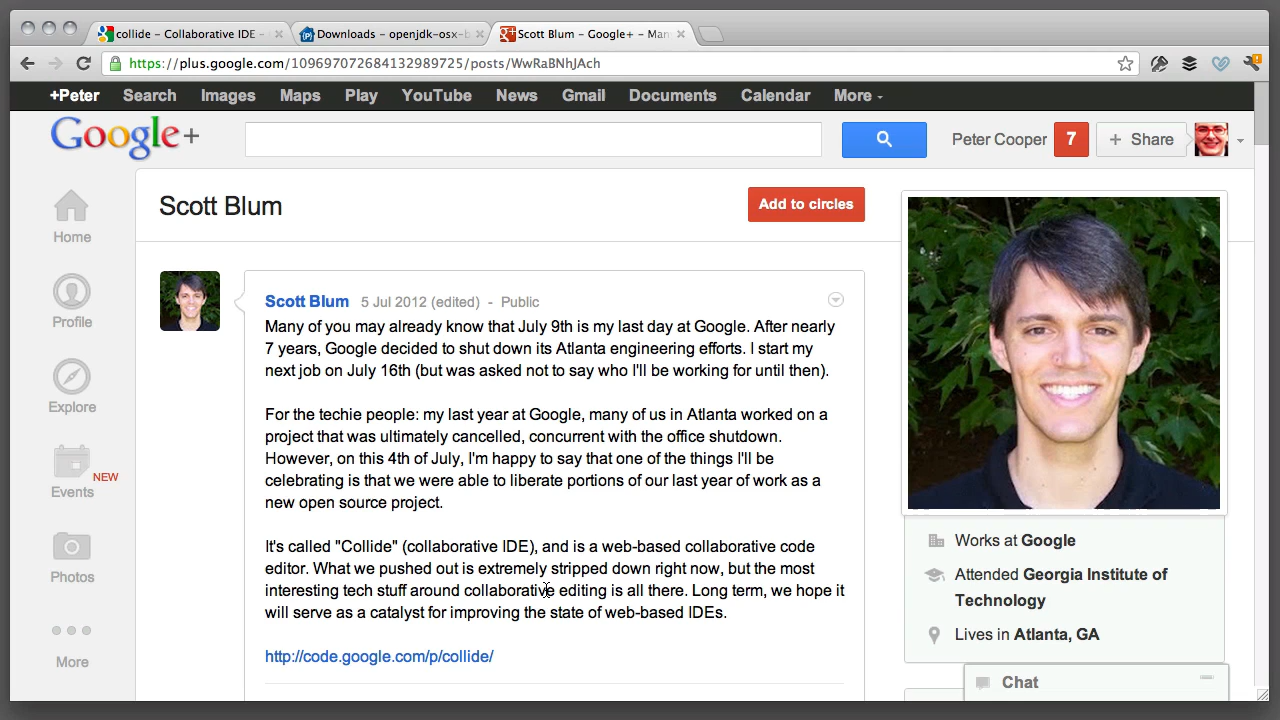 collide - Collaborative IDE -
Downloads - openjdk-osx-b
Scott Blum - Google+ - Man
https://plus.google.com/109697072684132989725/posts/WwRaBNhJAch
+Peter Search Images Maps Play YouTube News Gmail Documents Calendar More
Google+
Peter Cooper 7 + Share
Home
Profile
Explore
NEW
Events
Photos
More
Scott Blum
Add to circles
Scott Blum 5 Jul 2012 (edited) - Public
Many of you may already know that July 9th is my last day at Google. After nearly
7 years, Google decided to shut down its Atlanta engineering efforts. I start my
next job on July 16th (but was asked not to say who I'll be working for until then).
For the techie people: my last year at Google, many of us in Atlanta worked on a
project that was ultimately cancelled, concurrent with the office shutdown.
However, on this 4th of July, I'm happy to say that one of the things I'll be
celebrating is that we were able to liberate portions of our last year of work as a
new open source project.
It's called "Collide" (collaborative IDE), and is a web-based collaborative code
editor. What we pushed out is extremely stripped down right now, but the most
interesting tech stuff around collaborative editing is all there. Long term, we hope it
will serve as a catalyst for improving the state of web-based IDEs.
http://code.google.com/p/collide/
Works at Google
Attended Georgia Institute of
Technology
Lives in Atlanta, GA
Chat